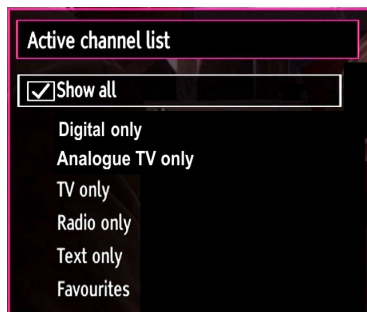 Active channel list
Show all
Digital only
Analogue TV only
TV only
Radio only
Text only
Favourites